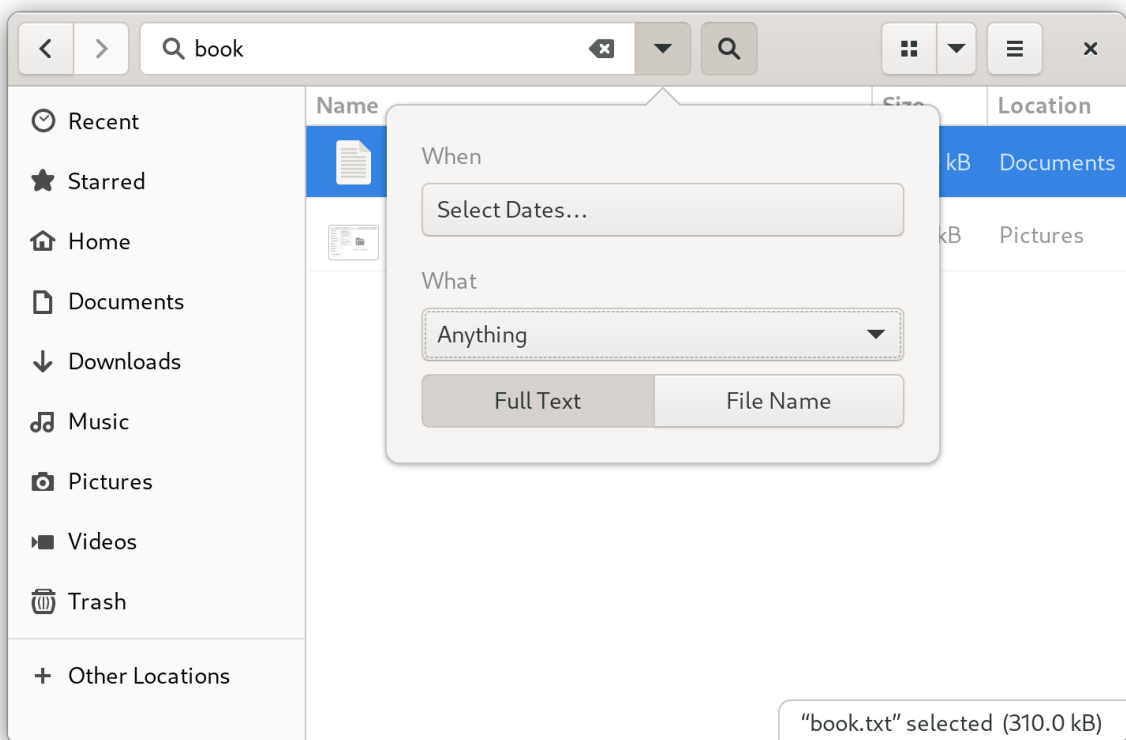 book
Name
Size
Location
Recent
Starred
Home
Documents
Downloads
Music
Pictures
Videos
Trash
Other Locations
kB Documents
kB Pictures
When
Select Dates...
What
Anything
Full Text
File Name
“book.txt” selected (310.0 kB)